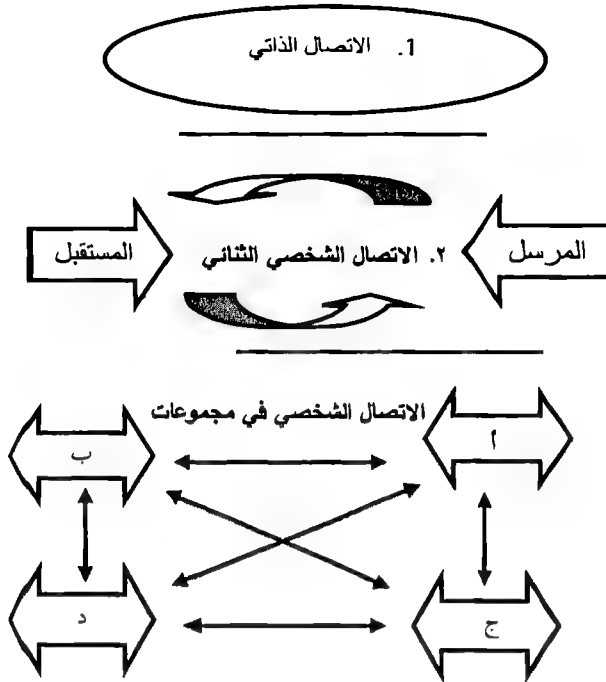 1. الاتصال الذاتي
المرسل
٢. الاتصال الشخصي الثنائي
المستقبل
الاتصال الشخصي في مجموعات
أ
ب
ج
د